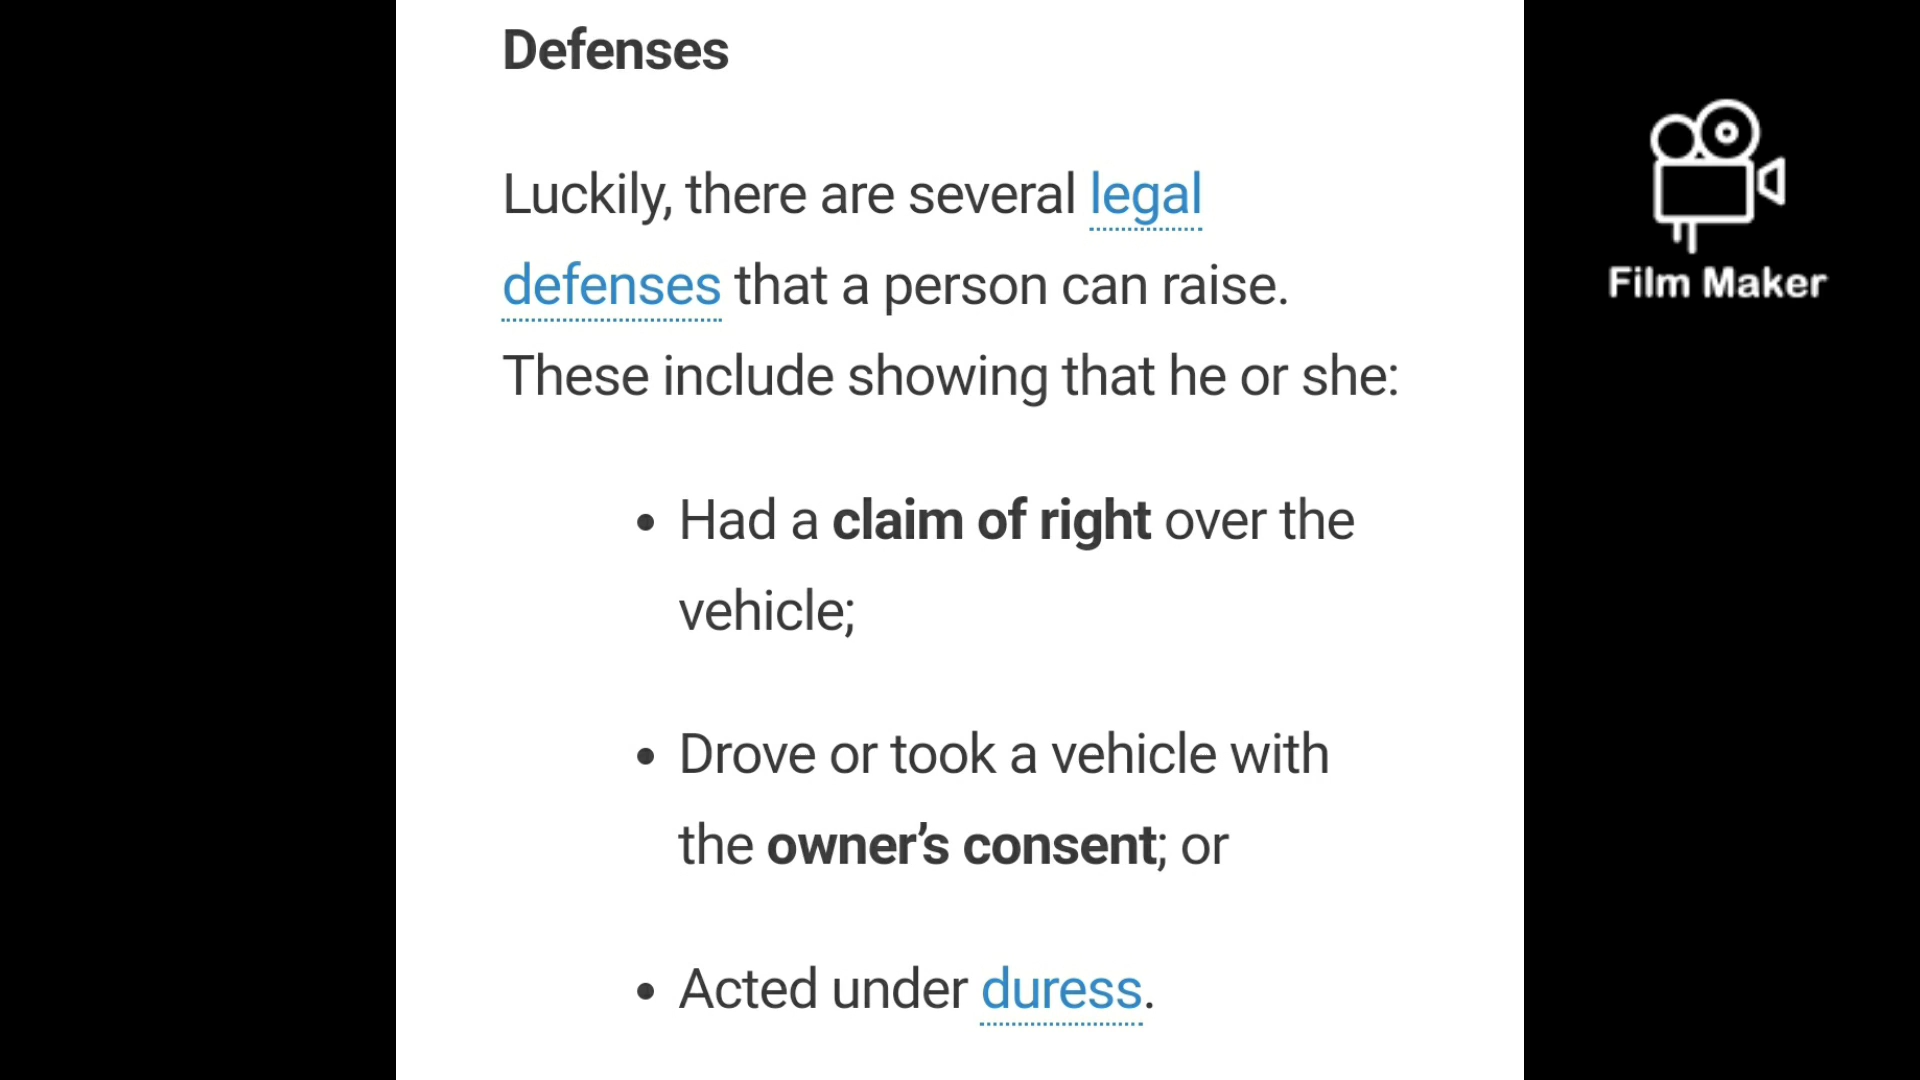 Defenses
Luckily, there are several legal
defenses that a person can raise.
These include showing that he or she:
• Had a claim of right over the
vehicle;
• Drove or took a vehicle with
the owner’s consent; or
• Acted under duress.
Film Maker